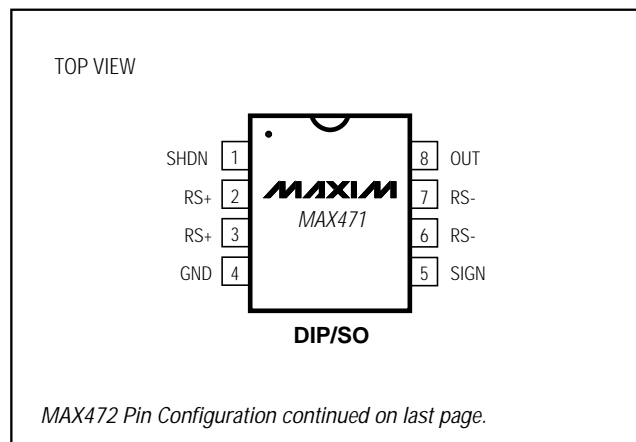 TOP VIEW
SHDN 1 8 OUT
RS+ 2 MAXIM 7 RS-
MAX471
RS+ 3 6 RS-
GND 4 5 SIGN
DIP/SO
MAX472 Pin Configuration continued on last page.